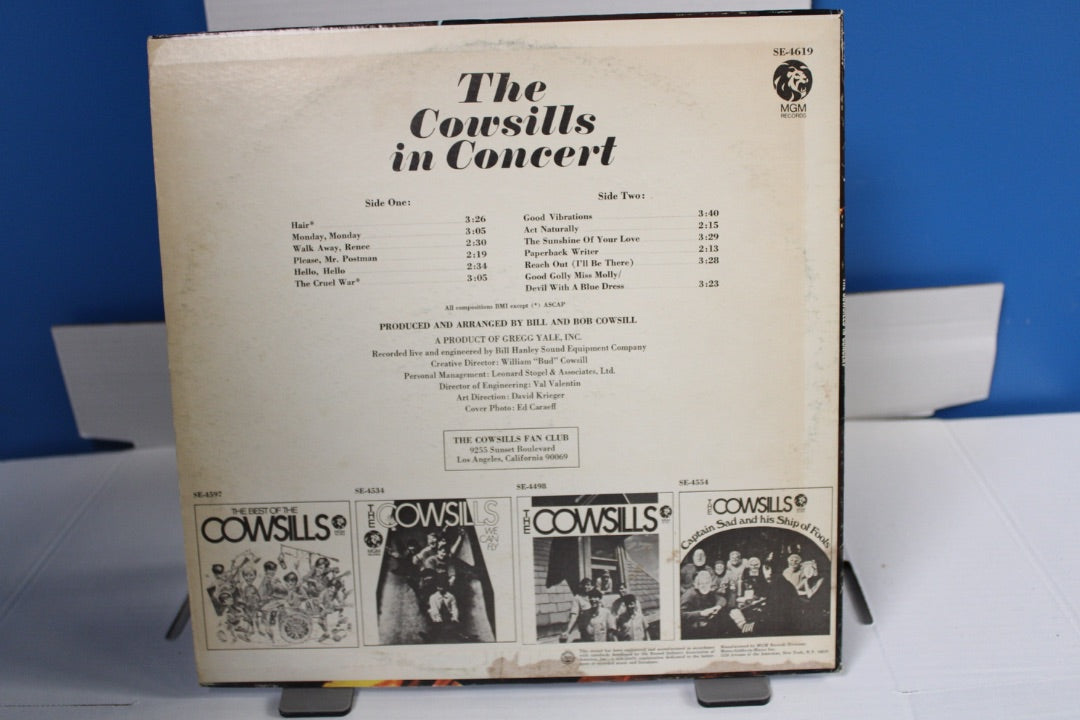 SE-4619
MGM
RECORDS
The
Cowsills
in Concert
Side One:
Hair* 3:26
Monday, Monday 3:05
Walk Away, Renee 2:30
Please, Mr. Postman 2:19
Hello, Hello 2:34
The Cruel War* 3:05
Side Two:
Good Vibrations 3:40
Act Naturally 2:15
The Sunshine Of Your Love 3:29
Paperback Writer 2:13
Reach Out (I'll Be There) 3:28
Good Golly Miss Molly/
Devil With A Blue Dress 3:23
All compositions BMI except (*) ASCAP
PRODUCED AND ARRANGED BY BILL AND BOB COWSILL
A PRODUCT OF GREGG YALE, INC.
Recorded live and engineered by Bill Hanley Sound Equipment Company
Creative Director: William "Bud" Cowsill
Personal Management: Leonard Stogel & Associates, Ltd.
Director of Engineering: Val Valentin
Art Direction: David Krieger
Cover Photo: Ed Caraeff
THE COWSILLS FAN CLUB
9255 Sunset Boulevard
Los Angeles, California 90069
SE-4597
THE BEST OF THE
COWSILLS
SE-4534
THE
COWSILLS
WE
CAN
FLY
SE-4498
THE
COWSILLS
SE-4554
THE
COWSILLS
Captain Sad and his Ship of Fools